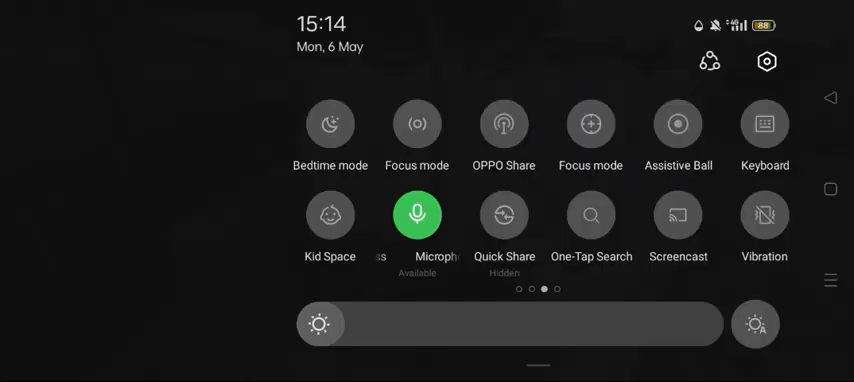 15:14
Mon, 6 May
4G 88
Bedtime mode Focus mode OPPO Share Focus mode Assistive Ball Keyboard
Kid Space ss Microph Quick Share One-Tap Search Screencast Vibration
Available Hidden
A